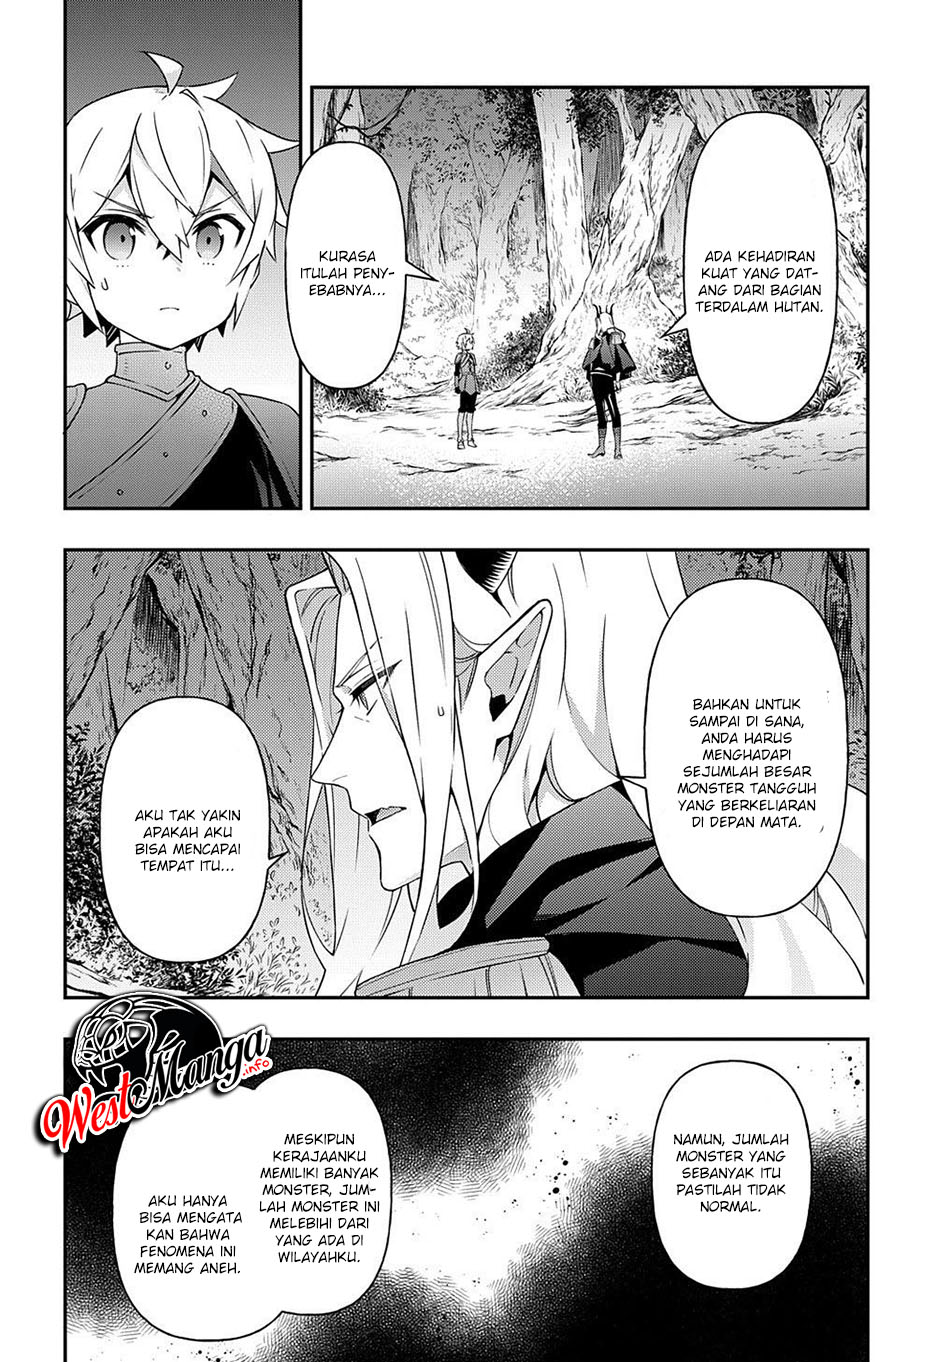 ADA KEHADIRAN
KUAT YANG DAT-
ANG DARI BAGIAN
TERDALAM HUTAN.
KURASA
ITULAH PENY-
EBABNYA...
BAHKAN UNTUK
SAMPAI DI SANA,
ANDA HARUS
MENGHADAPI
SEJUMLAH BESAR
MONSTER TANGGUH
YANG BERKELIARAN
DI DEPAN MATA.
AKU TAK YAKIN
APAKAH AKU
BISA MENCAPAI
TEMPAT ITU...
NAMUN, JUMLAH
MONSTER YANG
SEBANYAK ITU
PASTILAH TIDAK
NORMAL.
MESKIPUN
KERAJAANKU
MEMILIKI BANYAK
MONSTER, JUM-
LAH MONSTER INI
MELEBIHI DARI
YANG ADA DI
WILAYAHKU.
AKU HANYA
BISA MENGATA
KAN BAHWA
FENOMENA INI
MEMANG ANEH.
WestManga.info